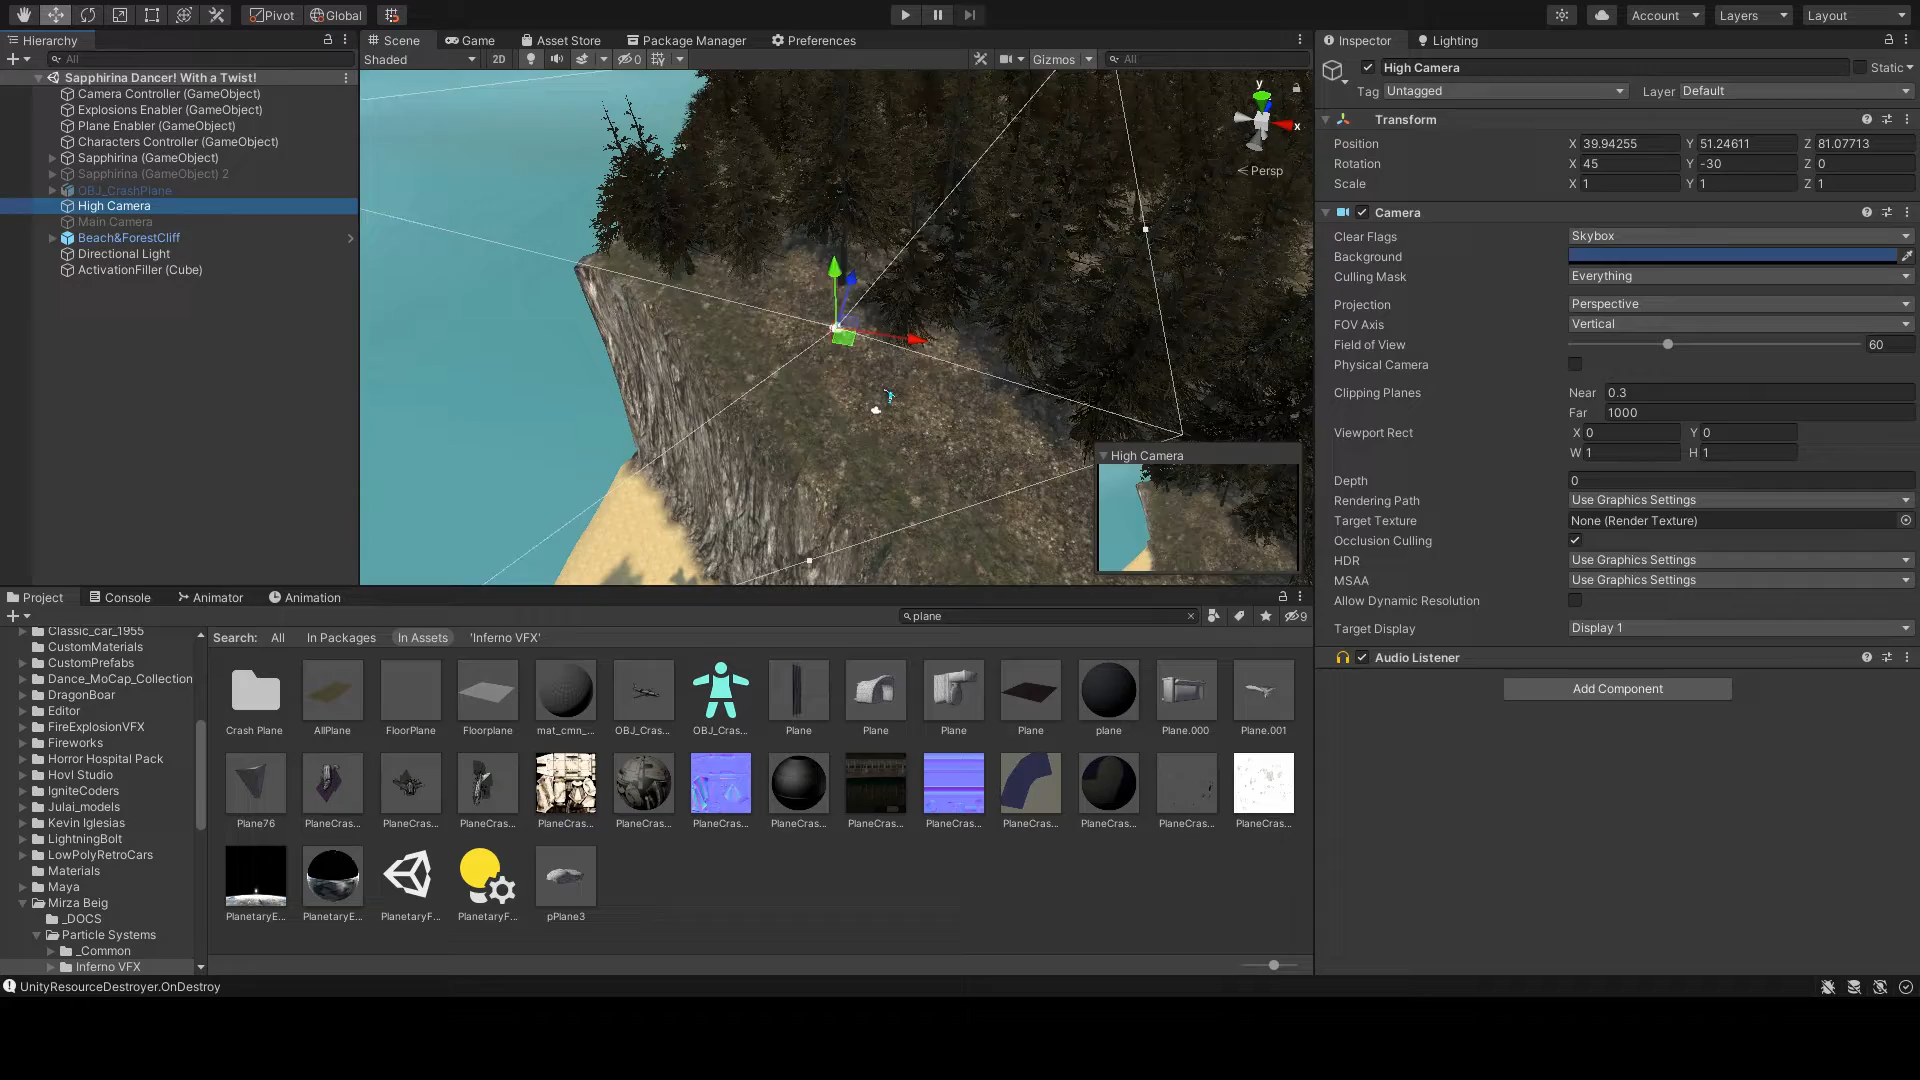 Pivot Global Account Layers Layout
Hierarchy
All
Sapphirina Dancer! With a Twist!
Camera Controller (GameObject)
Explosions Enabler (GameObject)
Plane Enabler (GameObject)
Characters Controller (GameObject)
Sapphirina (GameObject)
Sapphirina (GameObject) 2
OBJ_CrashPlane
High Camera
Main Camera
Beach&ForestCliff
Directional Light
ActivationFiller (Cube)
Scene Game Asset Store Package Manager Preferences
Shaded 2D 0 Gizmos All
y
x
Persp
High Camera
Inspector Lighting
High Camera Static
Tag Untagged Layer Default
Transform
Position X 39.94255 Y 51.24611 Z 81.07713
Rotation X 45 Y -30 Z 0
Scale X 1 Y 1 Z 1
Camera
Clear Flags Skybox
Background
Culling Mask Everything
Projection Perspective
FOV Axis Vertical
Field of View 60
Physical Camera
Clipping Planes Near 0.3
Far 1000
Viewport Rect X 0 Y 0
W 1 H 1
Depth 0
Rendering Path Use Graphics Settings
Target Texture None (Render Texture)
Occlusion Culling
HDR Use Graphics Settings
MSAA Use Graphics Settings
Allow Dynamic Resolution
Target Display Display 1
Audio Listener
Add Component
Project Console Animator Animation
plane 9
Classic_car_1955
CustomMaterials
CustomPrefabs
Dance_MoCap_Collection
DragonBoar
Editor
FireExplosionVFX
Fireworks
Horror Hospital Pack
Hovl Studio
IgniteCoders
Julai_models
Kevin Iglesias
LightningBolt
LowPolyRetroCars
Materials
Maya
Mirza Beig
_DOCS
Particle Systems
_Common
Inferno VFX
Search: All In Packages In Assets 'Inferno VFX'
Crash Plane AllPlane FloorPlane Floorplane mat_cmn_... OBJ_Cras... OBJ_Cras... Plane Plane Plane Plane plane Plane.000 Plane.001
Plane76 PlaneCras... PlaneCras... PlaneCras... PlaneCras... PlaneCras... PlaneCras... PlaneCras... PlaneCras... PlaneCras... PlaneCras... PlaneCras... PlaneCras... PlaneCras...
PlanetaryE... PlanetaryE... PlanetaryF... PlanetaryF... pPlane3
UnityResourceDestroyer.OnDestroy